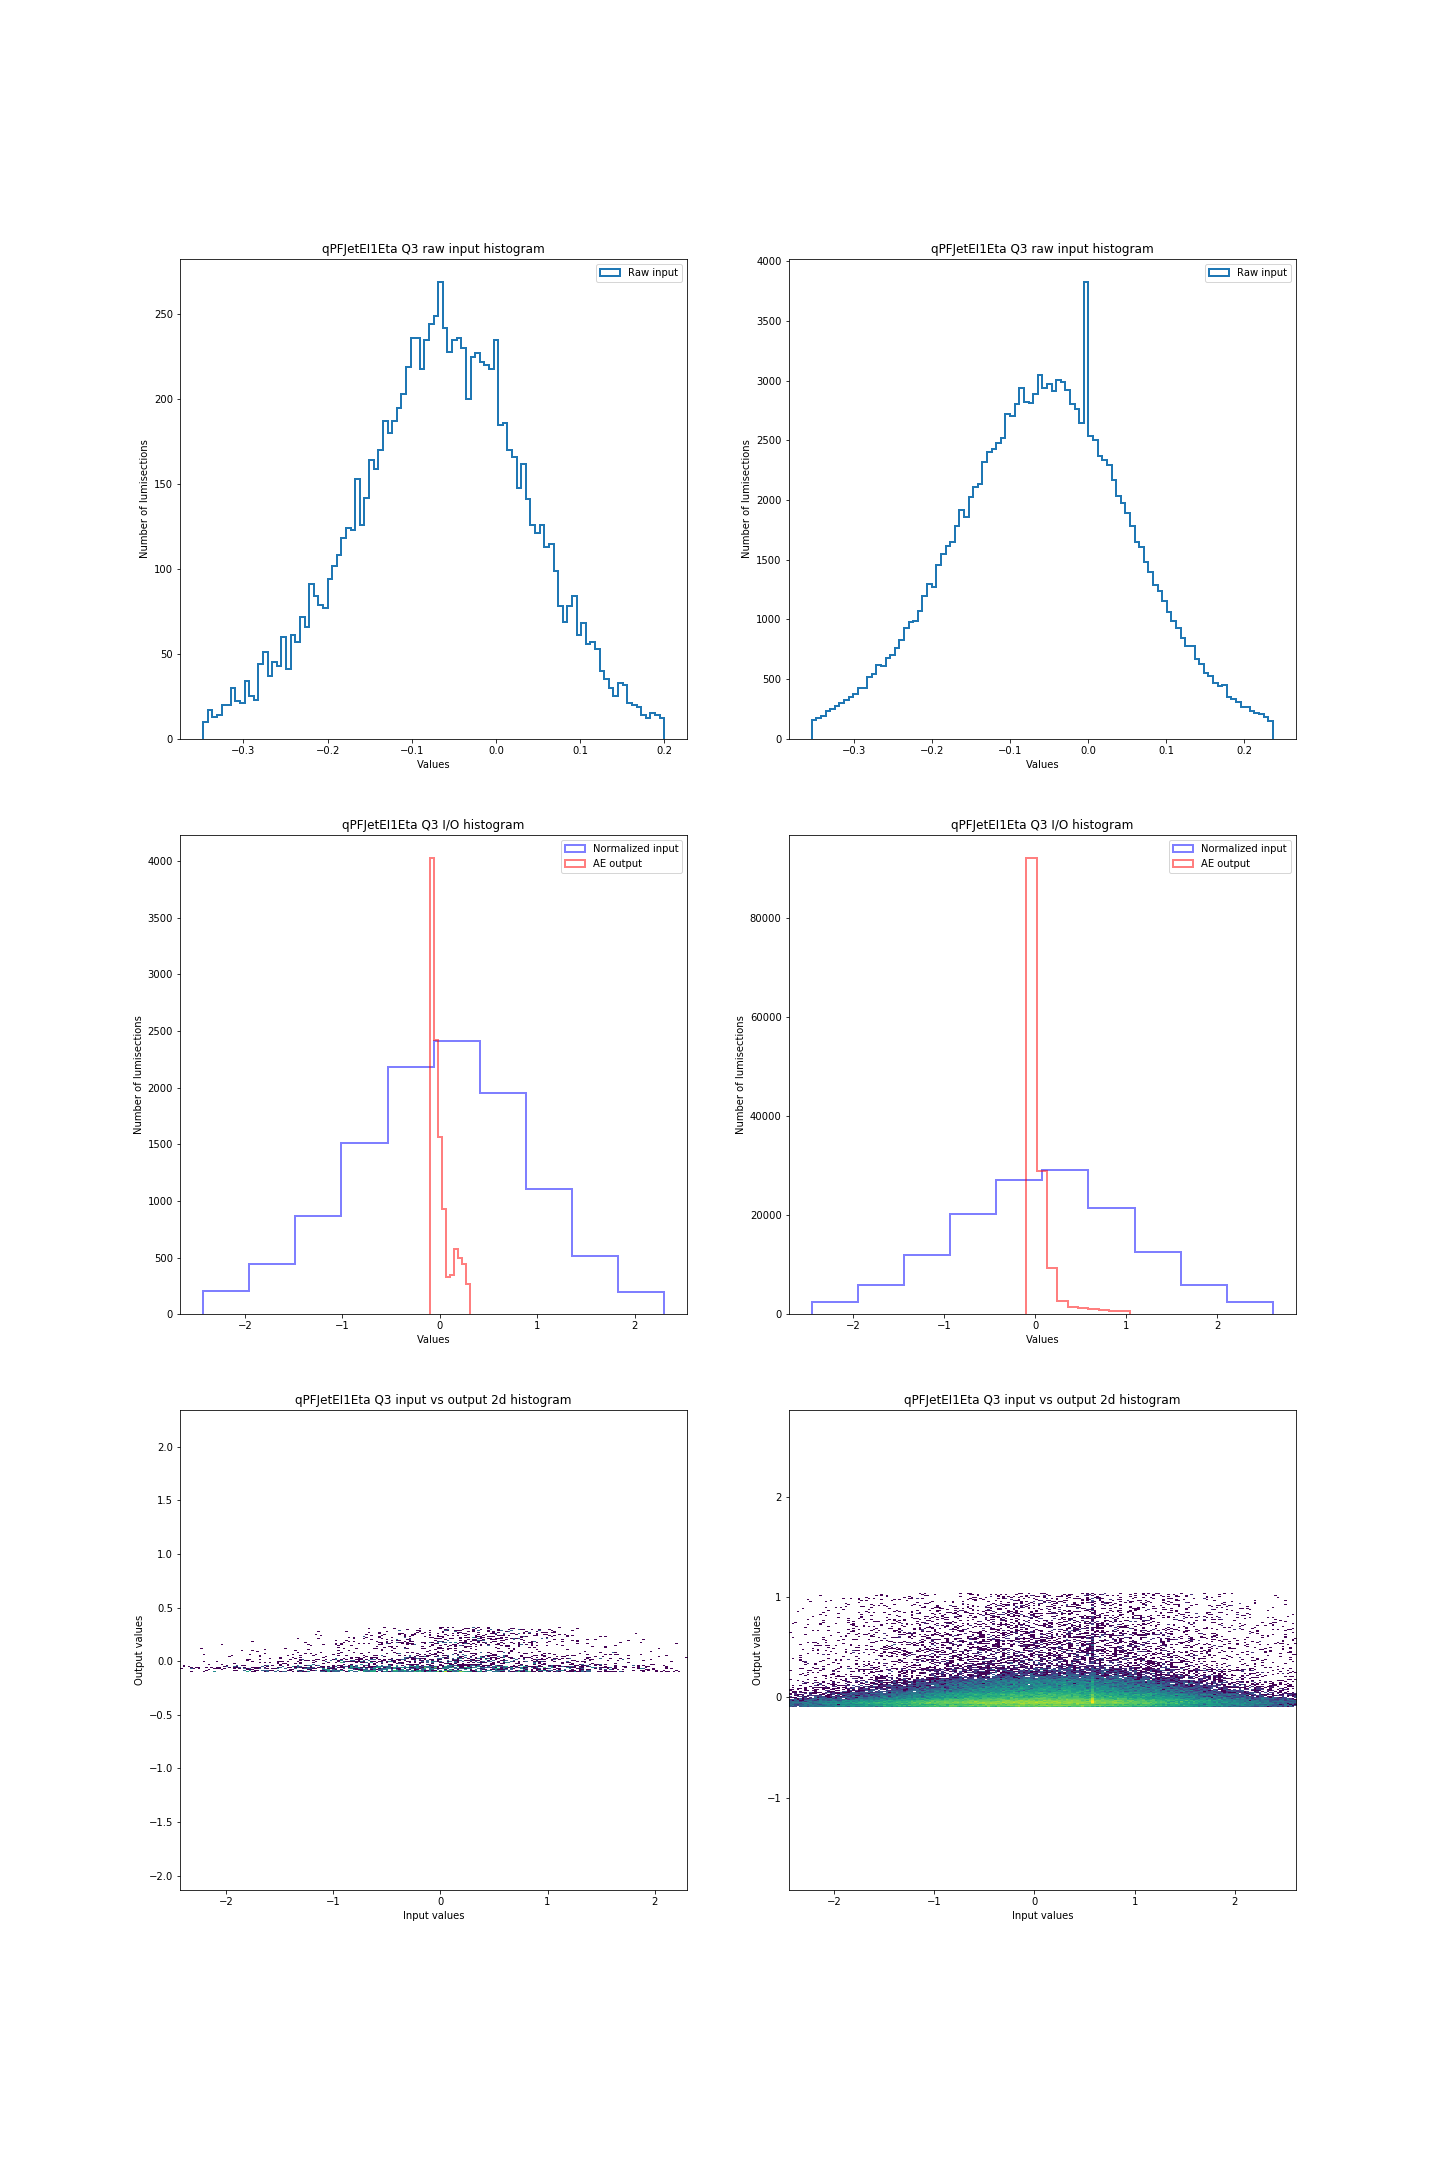 qPFJetEI1Eta Q3 raw input histogram
Raw input
250
200
150
100
50
0
Number of lumisections
−0.3 −0.2 −0.1 0.0 0.1 0.2
Values
qPFJetEI1Eta Q3 raw input histogram
Raw input
4000
3500
3000
2500
2000
1500
1000
500
0
Number of lumisections
−0.3 −0.2 −0.1 0.0 0.1 0.2
Values
qPFJetEI1Eta Q3 I/O histogram
Normalized input
AE output
4000
3500
3000
2500
2000
1500
1000
500
0
Number of lumisections
−2 −1 0 1 2
Values
qPFJetEI1Eta Q3 I/O histogram
Normalized input
AE output
80000
60000
40000
20000
0
Number of lumisections
−2 −1 0 1 2
Values
qPFJetEI1Eta Q3 input vs output 2d histogram
2.0
1.5
1.0
0.5
0.0
−0.5
−1.0
−1.5
−2.0
Output values
−2 −1 0 1 2
Input values
qPFJetEI1Eta Q3 input vs output 2d histogram
2
1
0
−1
Output values
−2 −1 0 1 2
Input values